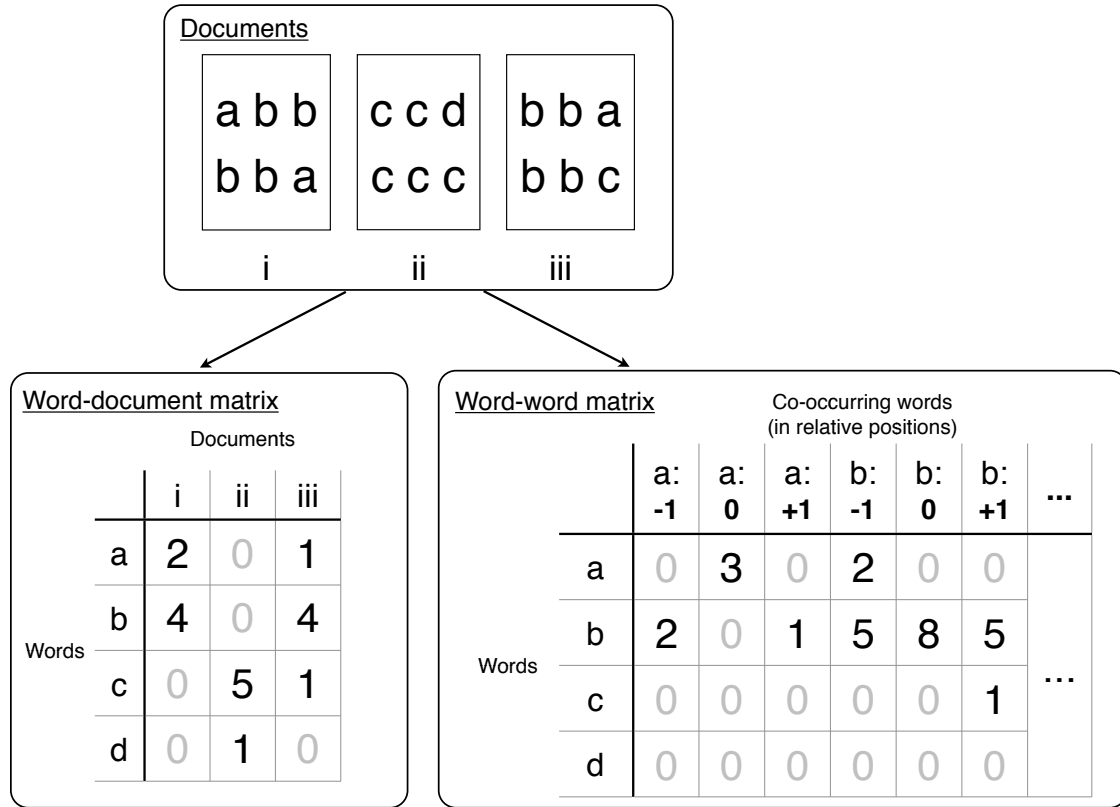 Documents
a b b
b b a
c c d
c c c
b b a
b b c
i ii iii
Word-document matrix
Documents
i ii iii
a 2 0 1
b 4 0 4
Words
c 0 5 1
d 0 1 0
Word-word matrix
Co-occurring words
(in relative positions)
a: a: a: b: b: b: ...
-1 0 +1 -1 0 +1
a 0 3 0 2 0 0
b 2 0 1 5 8 5
Words
...
c 0 0 0 0 0 1
d 0 0 0 0 0 0